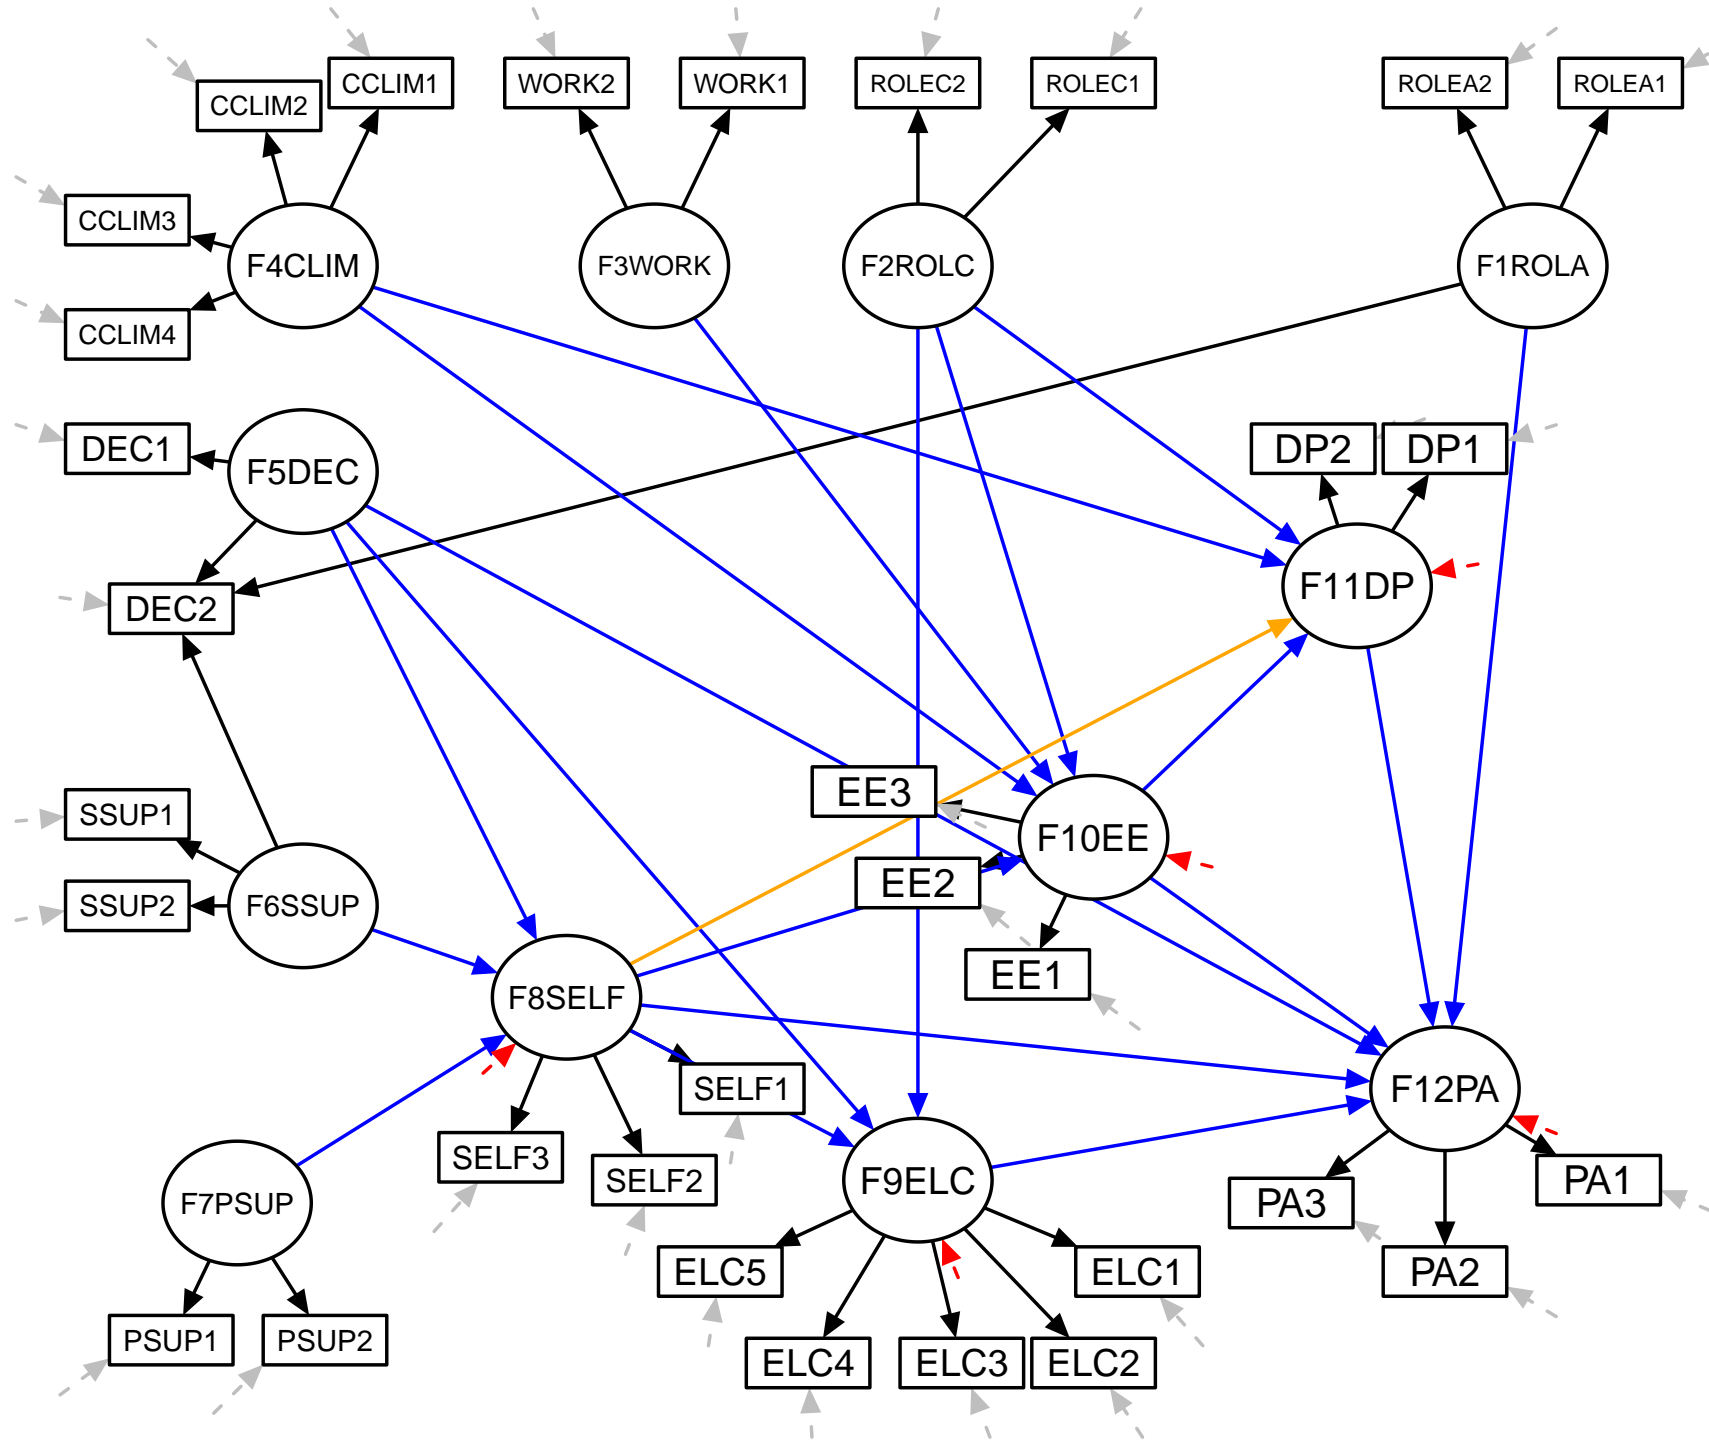 CCLIM1
WORK2
WORK1
ROLEC2
ROLEC1
ROLEA2
ROLEA1
CCLIM2
CCLIM3
F4CLIM
F3WORK
F2ROLC
F1ROLA
CCLIM4
DEC1
F5DEC
DP2
DP1
F11DP
DEC2
EE3
SSUP1
F10EE
EE2
SSUP2
F6SSUP
EE1
F8SELF
SELF1
F12PA
SELF3
SELF2
F9ELC
PA1
F7PSUP
PA3
ELC5
ELC1
PA2
PSUP1
PSUP2
ELC4
ELC3
ELC2